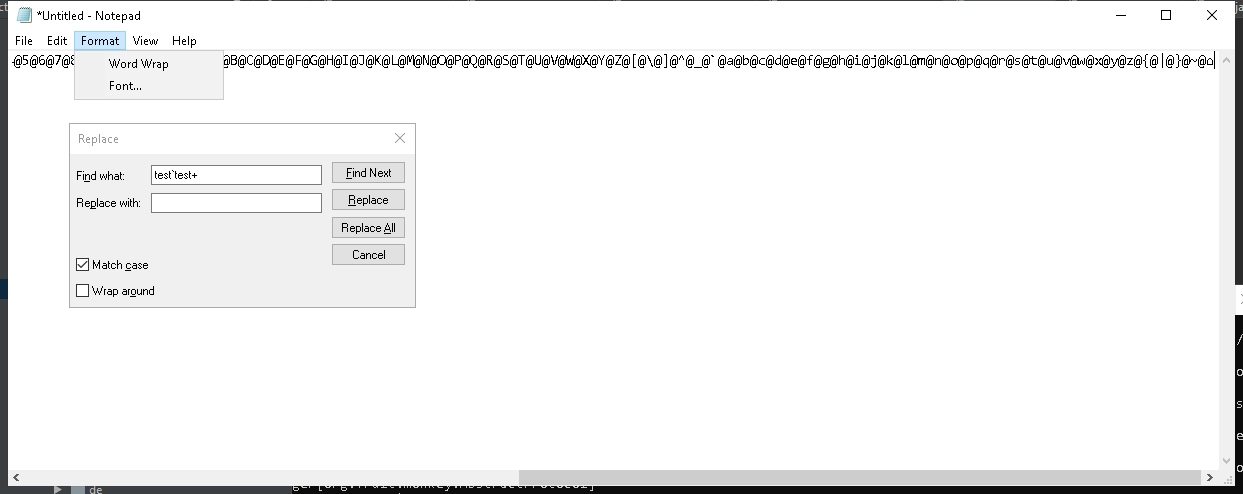 *Untitled - Notepad
File Edit Format View Help
@5@6@7@8
@B@C@D@E@F@G@H@I@J@K@L@M@N@O@P@Q@R@S@T@U@V@W@X@Y@Z@[@\@]@^@_@`@a@b@c@d@e@f@g@h@i@j@k@l@m@n@o@p@q@r@s@t@u@v@w@x@y@z@{@|@}@~@⌂
Word Wrap
Font...
Replace
Find what: test`test+ Find Next
Replace with: Replace
Replace All
Cancel
Match case
Wrap around
de